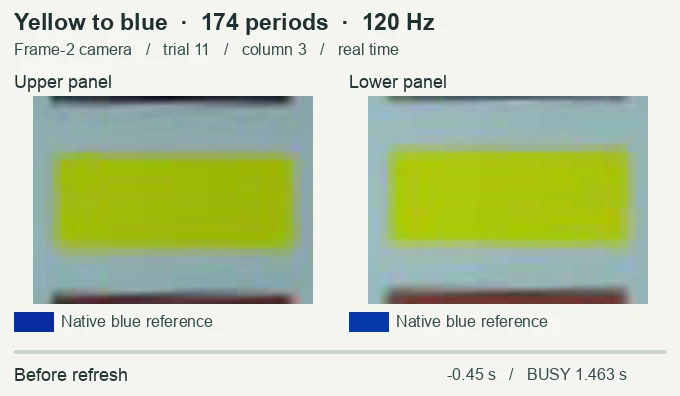 Yellow to blue · 174 periods · 120 Hz
Frame-2 camera / trial 11 / column 3 / real time
Upper panel
Lower panel
Native blue reference
Native blue reference
Before refresh
-0.45 s / BUSY 1.463 s